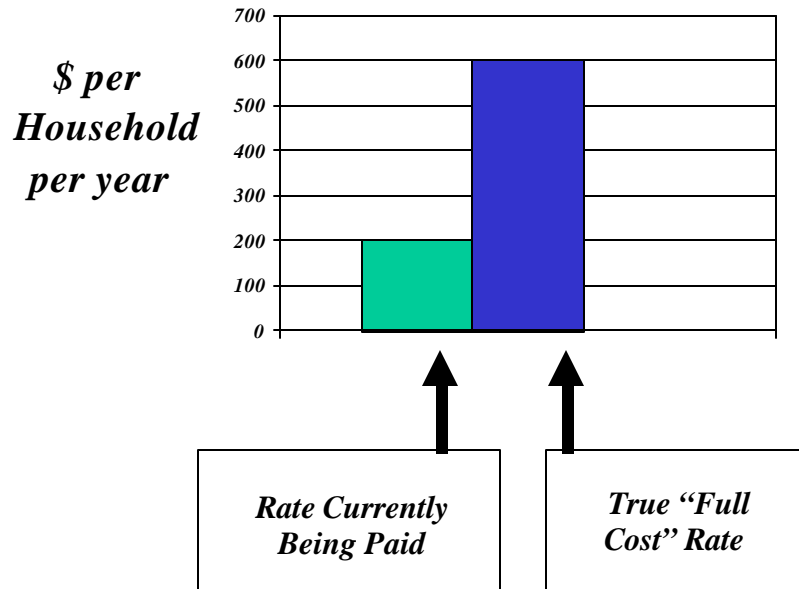 700
600
500
400
300
200
100
0
$ per
Household
per year
Rate Currently
Being Paid
True “Full
Cost” Rate